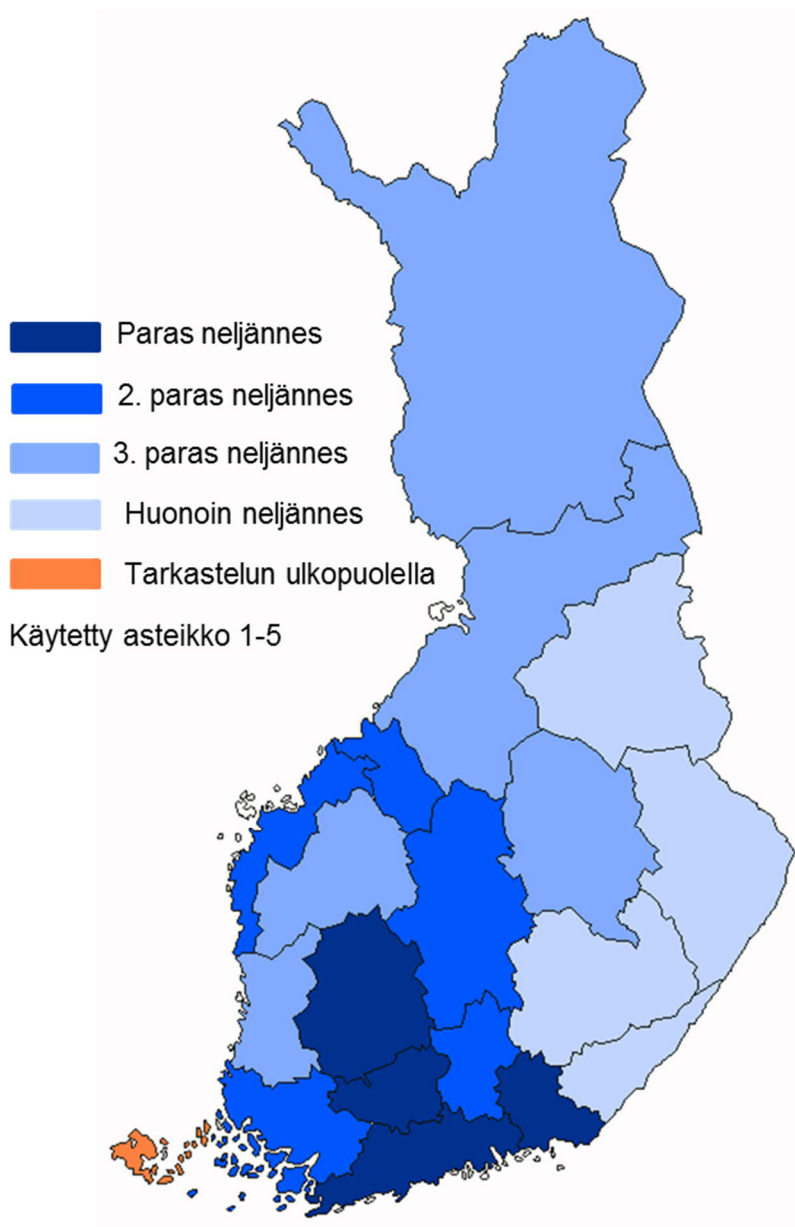 Paras neljännes
2. paras neljännes
3. paras neljännes
Huonoin neljännes
Tarkastelun ulkopuolella
Käytetty asteikko 1-5